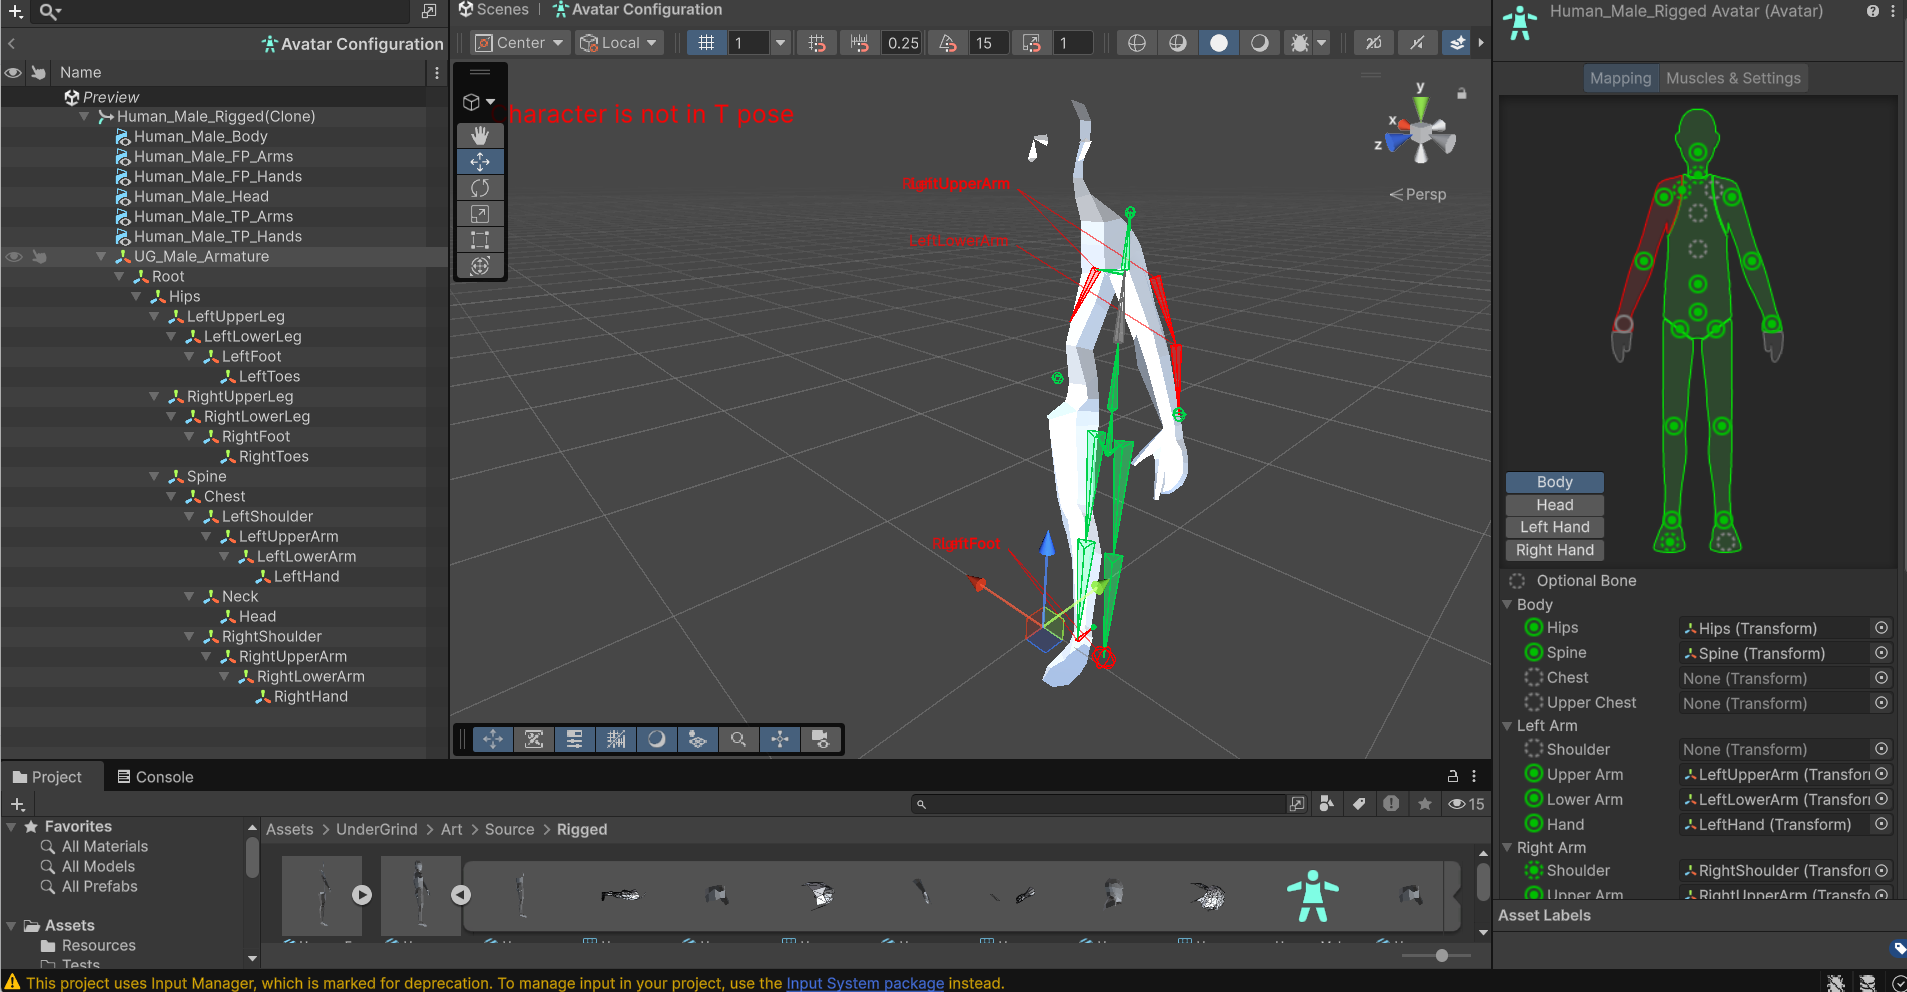 Avatar Configuration
Name
Preview
Human_Male_Rigged(Clone)
Human_Male_Body
Human_Male_FP_Arms
Human_Male_FP_Hands
Human_Male_Head
Human_Male_TP_Arms
Human_Male_TP_Hands
UG_Male_Armature
Root
Hips
LeftUpperLeg
LeftLowerLeg
LeftFoot
LeftToes
RightUpperLeg
RightLowerLeg
RightFoot
RightToes
Spine
Chest
LeftShoulder
LeftUpperArm
LeftLowerArm
LeftHand
Neck
Head
RightShoulder
RightUpperArm
RightLowerArm
RightHand
Scenes | Avatar Configuration
Center Local 1 0.25 15 1 2D
haracter is not in T pose
y
x
z
Persp
Human_Male_Rigged Avatar (Avatar)
Mapping Muscles & Settings
Body
Head
Left Hand
Right Hand
Optional Bone
Body
Hips Hips (Transform)
Spine Spine (Transform)
Chest None (Transform)
Upper Chest None (Transform)
Left Arm
Shoulder None (Transform)
Upper Arm LeftUpperArm (Transfor
Lower Arm LeftLowerArm (Transfor
Hand LeftHand (Transform)
Right Arm
Shoulder RightShoulder (Transfor
Upper Arm RightUpperArm (Transfo
Asset Labels
Project Console
15
Favorites
All Materials
All Models
All Prefabs
Assets
Resources
Tests
Assets > UnderGrind > Art > Source > Rigged
This project uses Input Manager, which is marked for deprecation. To manage input in your project, use the Input System package instead.